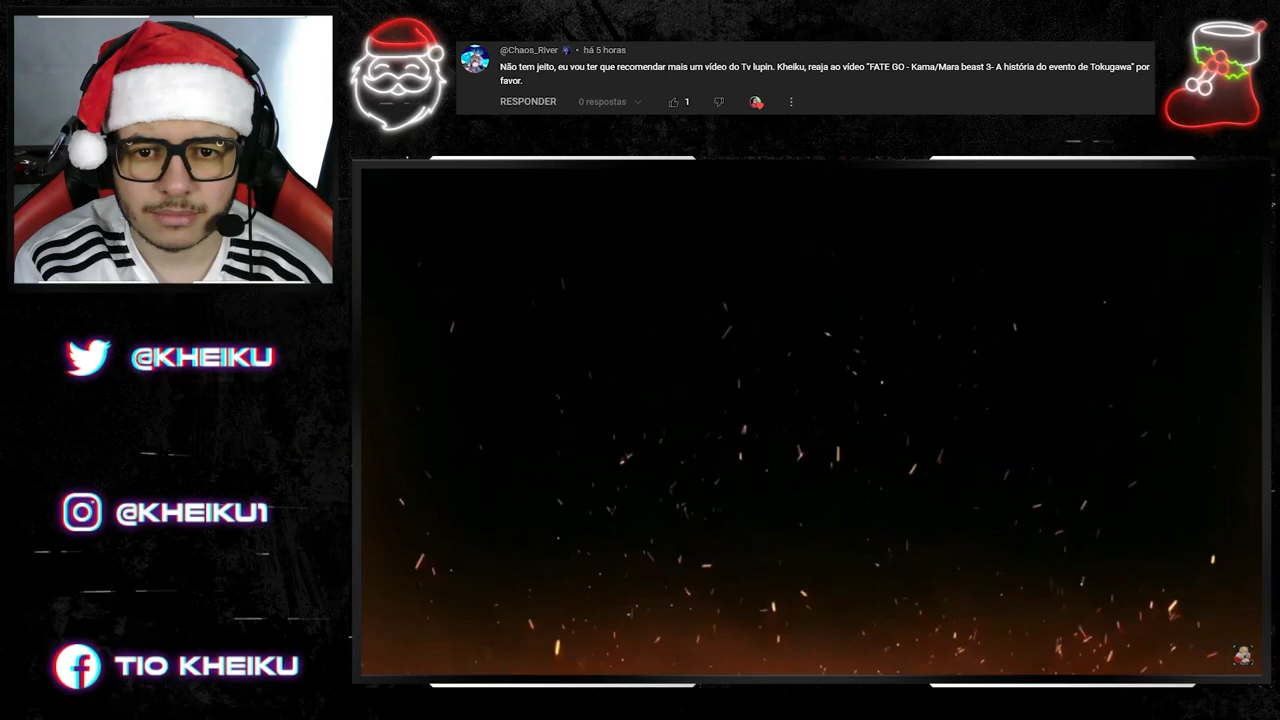 @Chaos_River • há 5 horas
Não tem jeito, eu vou ter que recomendar mais um vídeo do Tv lupin. Kheiku, reaja ao vídeo "FATE GO - Kama/Mara beast 3- A história do evento de Tokugawa" por
favor.
RESPONDER 0 respostas 1
@KHEIKU
@KHEIKU1
TIO KHEIKU